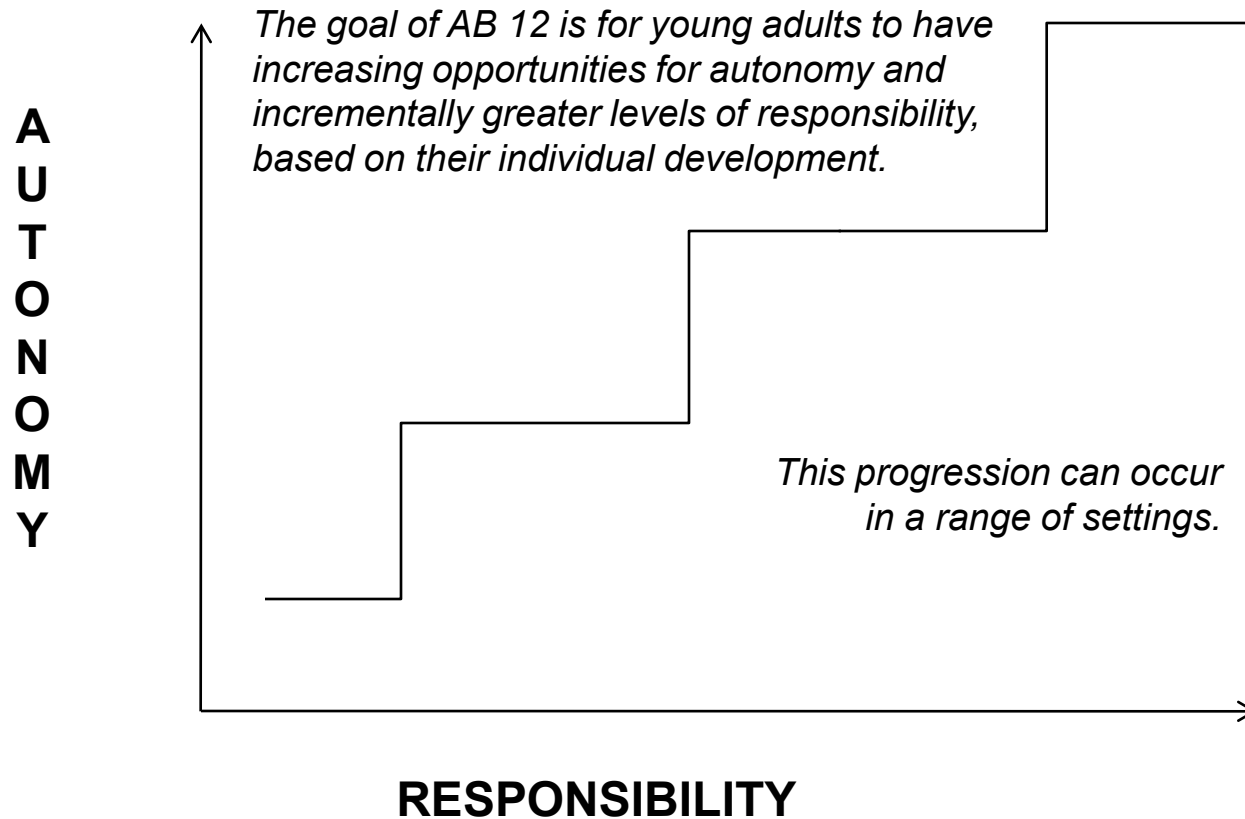 The goal of AB 12 is for young adults to have
increasing opportunities for autonomy and
incrementally greater levels of responsibility,
based on their individual development.
A
U
T
O
N
O
M
Y
This progression can occur
in a range of settings.
RESPONSIBILITY